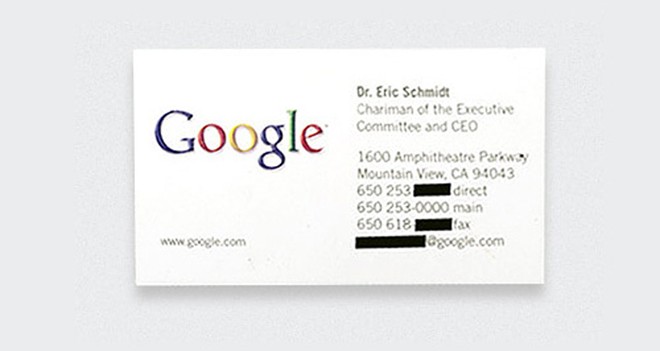 Google
www.google.com
Dr. Eric Schmidt
Chariman of the Executive
Committee and CEO
1600 Amphitheatre Parkway
Mountain View, CA 94043
650 253 direct
650 253-0000 main
650 618 fax
@google.com